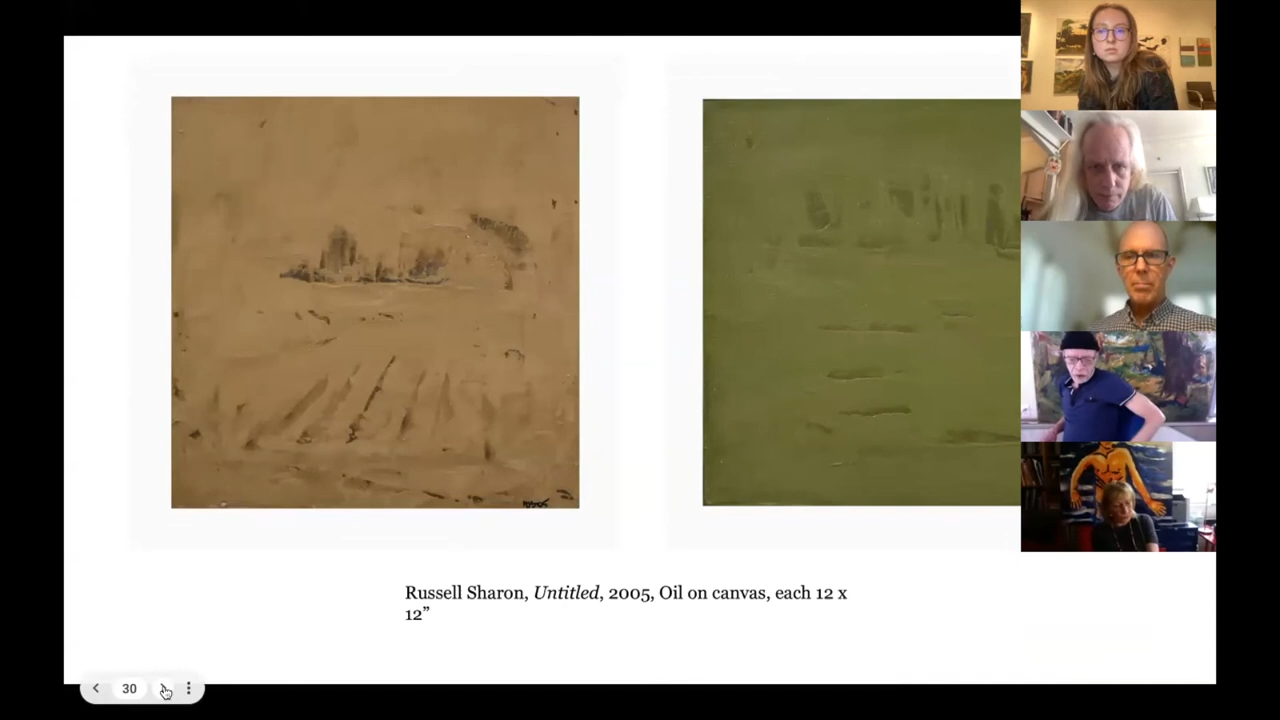 Russell Sharon, Untitled, 2005, Oil on canvas, each 12 x
12”
30